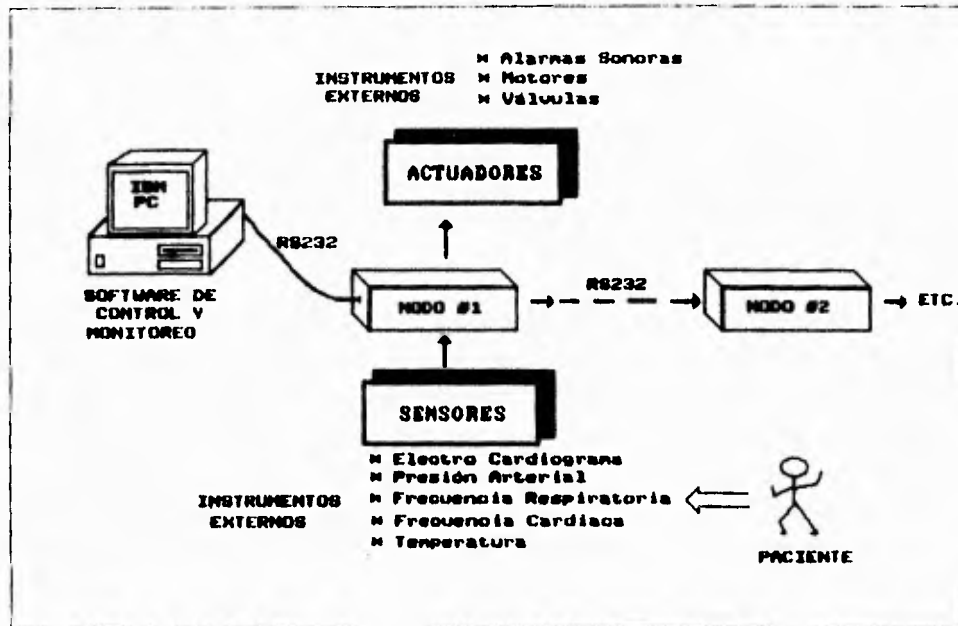 INSTRUMENTOS
EXTERNOS
* Alarmas Sonoras
* Motores
* Válvulas
ACTUADORES
IBM
PC
RS232
SOFTWARE DE
CONTROL Y
MONITOREO
NODO #1
RS232
NODO #2
ETC.
SENSORES
INSTRUMENTOS
EXTERNOS
* Electro Cardiograma
* Presión Arterial
* Frecuencia Respiratoria
* Frecuencia Cardiaca
* Temperatura
PACIENTE